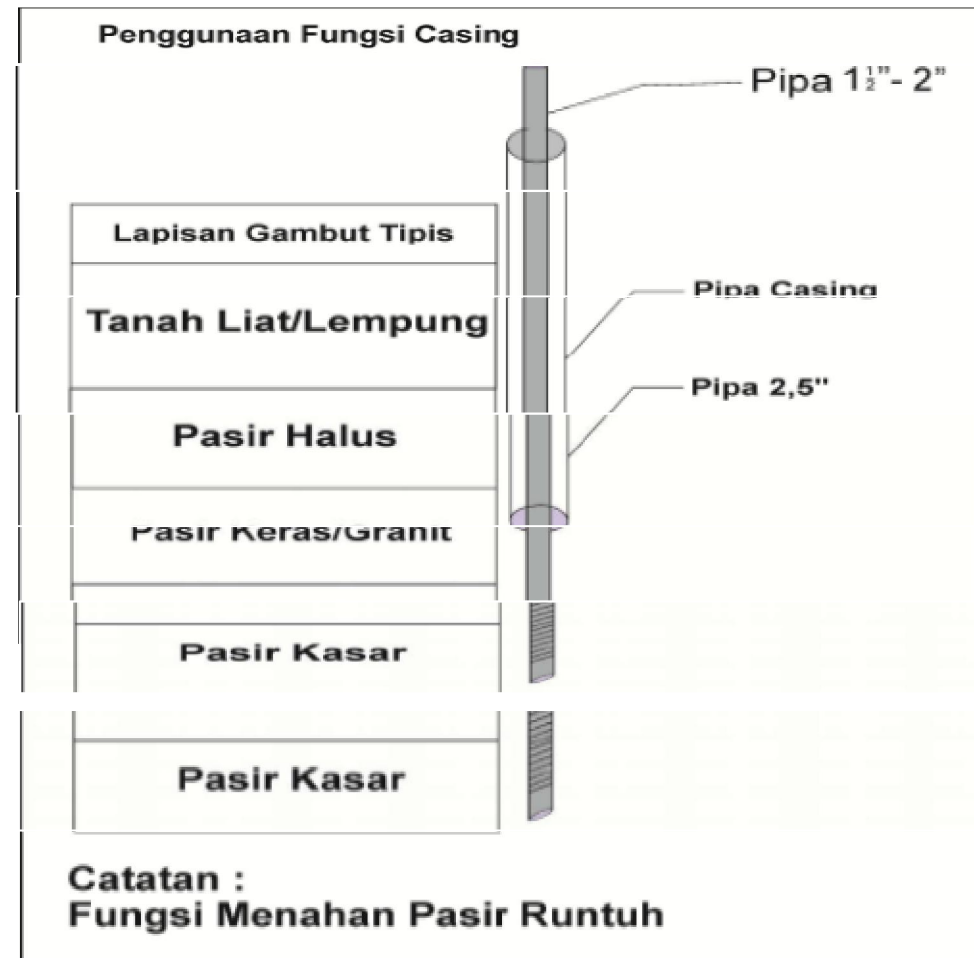 Penggunaan Fungsi Casing
Pipa 1½”- 2”
Lapisan Gambut Tipis
Pipa Casing
Tanah Liat/Lempung
Pipa 2,5"
Pasir Halus
Pasir Keras/Granit
Pasir Kasar
Pasir Kasar
Catatan :
Fungsi Menahan Pasir Runtuh